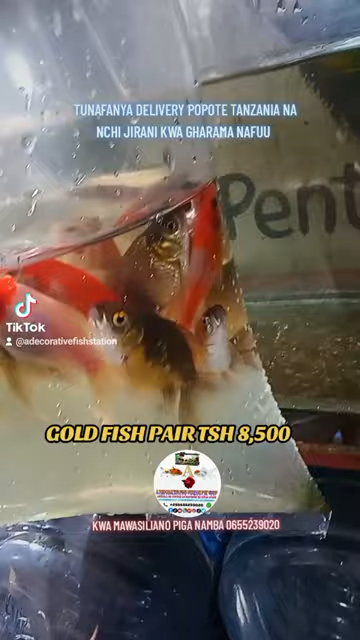 TUNAFANYA DELIVERY POPOTE TANZANIA NA
NCHI JIRANI KWA GHARAMA NAFUU
Pent
TikTok
@adecorativefishstation
GOLD FISH PAIR TSH 8,500
KWA MAWASILIANO PIGA NAMBA 0655239020